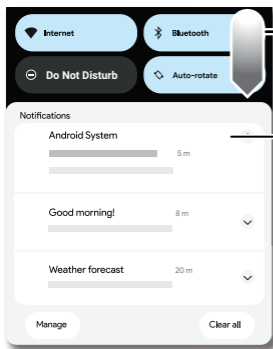 Internet
Bluetooth
Do Not Disturb
Auto-rotate
Notifications
Android System
5 m
Good morning!
8 m
Weather forecast
20 m
Manage
Clear all